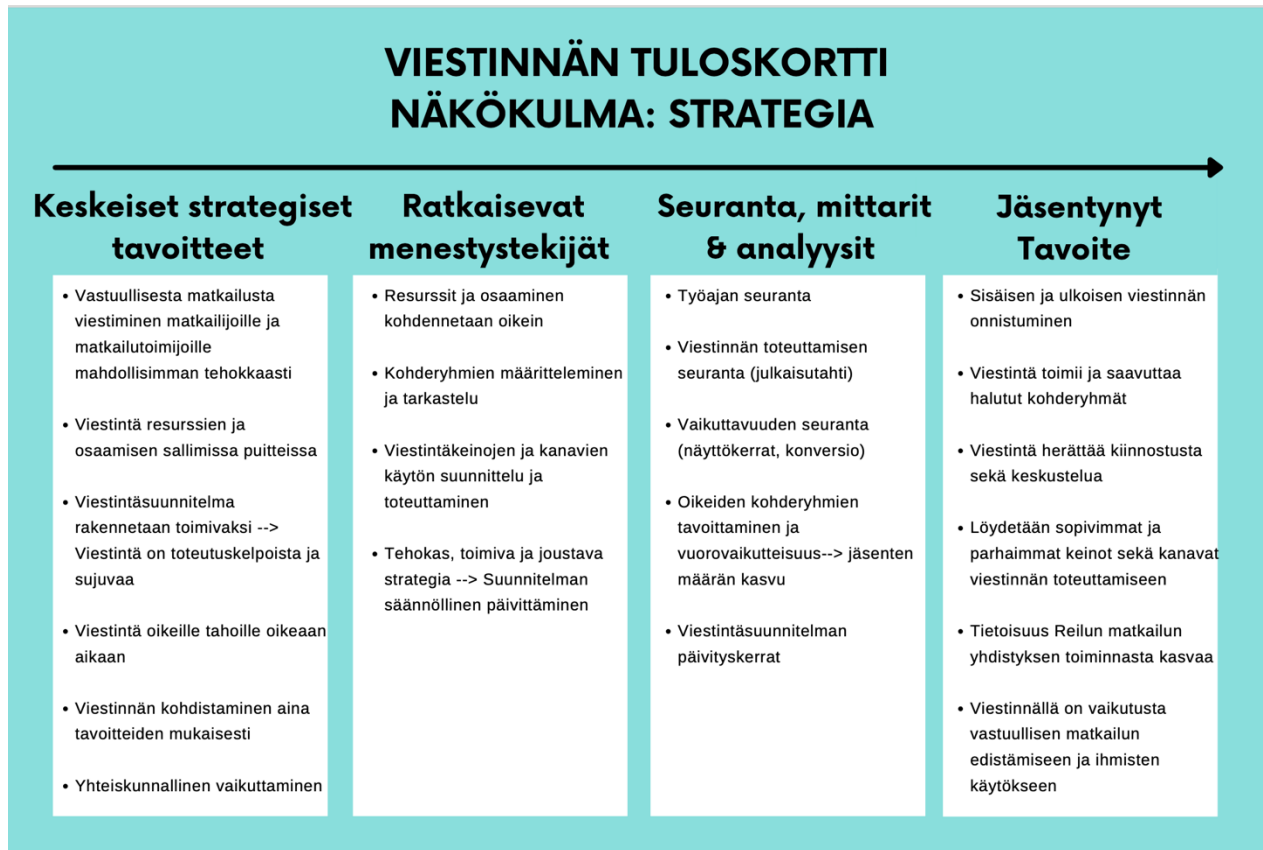 VIESTINNÄN TULOSKORTTI
NÄKÖKULMA: STRATEGIA
Keskeiset strategiset
tavoitteet
• Vastuullisesta matkailusta
viestiminen matkailijoille ja
matkailutoimijoille
mahdollisimman tehokkaasti
• Viestintä resurssien ja
osaamisen sallimissa puitteissa
• Viestintäsuunnitelma
rakennetaan toimivaksi -->
Viestintä on toteutuskelpoista ja
sujuvaa
• Viestintä oikeille tahoille oikeaan
aikaan
• Viestinnän kohdistaminen aina
tavoitteiden mukaisesti
• Yhteiskunnallinen vaikuttaminen
Ratkaisevat
menestystekijät
• Resurssit ja osaaminen
kohdennetaan oikein
• Kohderyhmien määritteleminen
ja tarkastelu
• Viestintäkeinojen ja kanavien
käytön suunnittelu ja
toteuttaminen
• Tehokas, toimiva ja joustava
strategia --> Suunnitelman
säännöllinen päivittäminen
Seuranta, mittarit
& analyysit
• Työajan seuranta
• Viestinnän toteuttamisen
seuranta (julkaisutahti)
• Vaikuttavuuden seuranta
(näyttökerrat, konversio)
• Oikeiden kohderyhmien
tavoittaminen ja
vuorovaikutteisuus--> jäsenten
määrän kasvu
• Viestintäsuunnitelman
päivityskerrat
Jäsentynyt
Tavoite
• Sisäisen ja ulkoisen viestinnän
onnistuminen
• Viestintä toimii ja saavuttaa
halutut kohderyhmät
• Viestintä herättää kiinnostusta
sekä keskustelua
• Löydetään sopivimmat ja
parhaimmat keinot sekä kanavat
viestinnän toteuttamiseen
• Tietoisuus Reilun matkailun
yhdistyksen toiminnasta kasvaa
• Viestinnällä on vaikutusta
vastuullisen matkailun
edistämiseen ja ihmisten
käytökseen